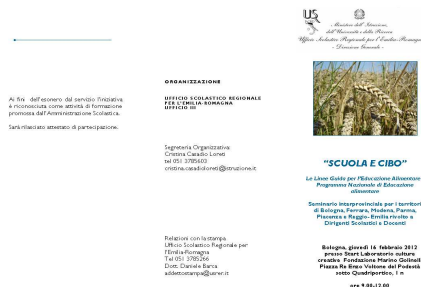 Ai fini dell'esonero dal servizio l'iniziativa
è riconosciuta come attività di formazione
promossa dall'Amministrazione Scolastica.
Sarà rilasciato attestato di partecipazione.
ORGANIZZAZIONE
UFFICIO SCOLASTICO REGIONALE
PER L'EMILIA-ROMAGNA
UFFICIO III
Segreteria Organizzativa:
Cristina Casadio Loreti
tel 051 3785603
cristina.casadioloreti@istruzione.it
Relazioni con la stampa
Ufficio Scolastico Regionale per
l'Emilia-Romagna
Tel 051 3785266
Dott. Daniele Barca
addettostampa@usrer.it
US
Ministero dell'Istruzione,
dell'Università e della Ricerca
Ufficio Scolastico Regionale per l'Emilia-Romagna
- Direzione Generale -
"SCUOLA E CIBO"
Le Linee Guida per l'Educazione Alimentare
Programma Nazionale di Educazione
alimentare
Seminario interprovinciale per i territori
di Bologna, Ferrara, Modena, Parma,
Piacenza e Reggio- Emilia rivolto a
Dirigenti Scolastici e Docenti
Bologna, giovedì 16 febbraio 2012
presso Start Laboratorio culture
creative Fondazione Marino Golinelli
Piazza Re Enzo Voltone del Podestà
sotto Quadriportico, 1 n
ore 9.00-12.00